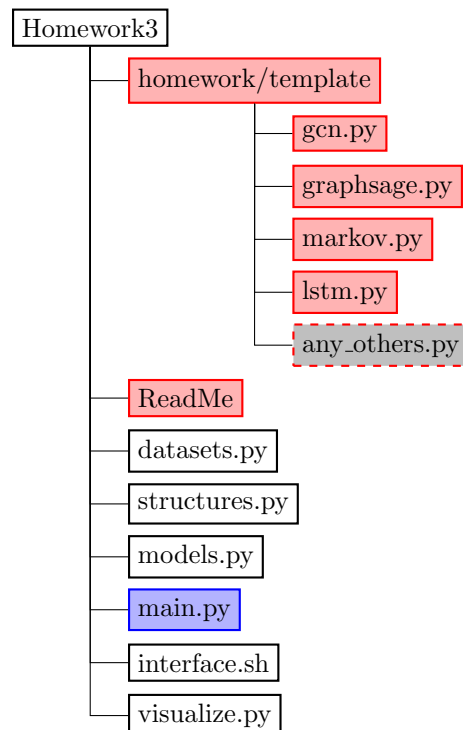 Homework3
homework/template
gcn.py
graphsage.py
markov.py
lstm.py
any_others.py
ReadMe
datasets.py
structures.py
models.py
main.py
interface.sh
visualize.py